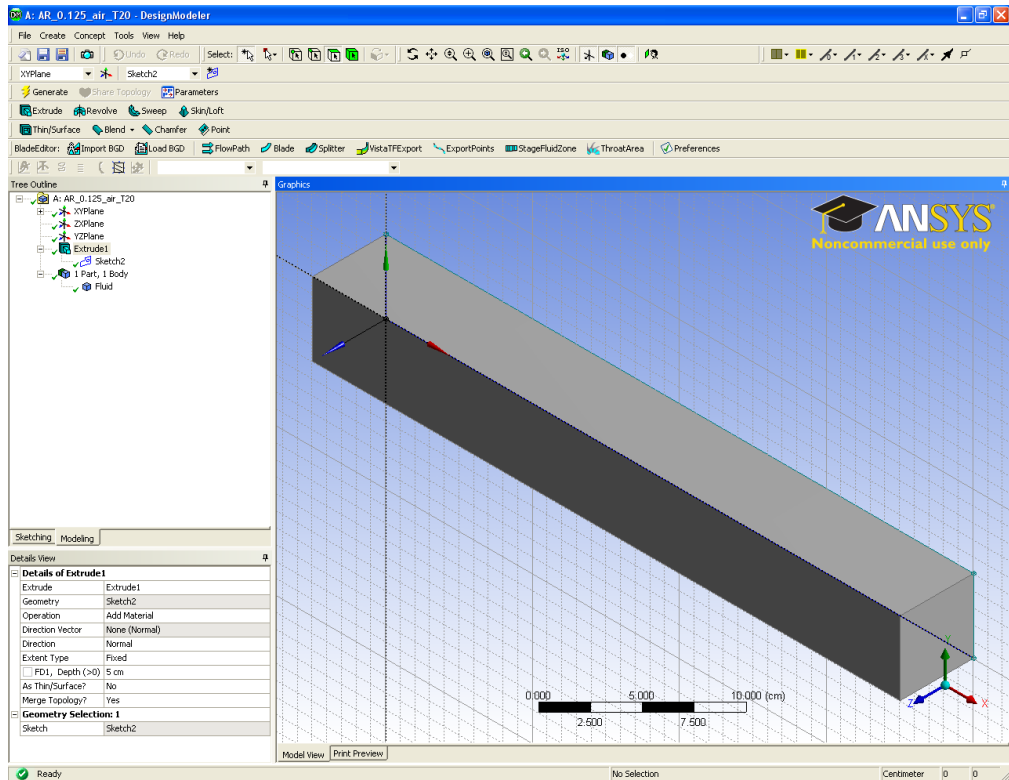 A: AR_0.125_air_T20 - DesignModeler
File Create Concept Tools View Help
Undo Redo Select: ISO
XYPlane Sketch2
Generate Share Topology Parameters
Extrude Revolve Sweep Skin/Loft
Thin/Surface Blend Chamfer Point
BladeEditor: Import BGD Load BGD FlowPath Blade Splitter VistaTFExport ExportPoints StageFluidZone ThroatArea Preferences
Tree Outline
A: AR_0.125_air_T20
XYPlane
ZXPlane
YZPlane
Extrude1
Sketch2
1 Part, 1 Body
Fluid
Sketching Modeling
Details View
Details of Extrude1
Extrude Extrude1
Geometry Sketch2
Operation Add Material
Direction Vector None (Normal)
Direction Normal
Extent Type Fixed
FD1, Depth (>0) 5 cm
As Thin/Surface? No
Merge Topology? Yes
Geometry Selection: 1
Sketch Sketch2
Graphics
ANSYS
Noncommercial use only
Y
Z X
0.000 5.000 10.000 (cm)
2.500 7.500
Model View Print Preview
Ready No Selection Centimeter 0 0